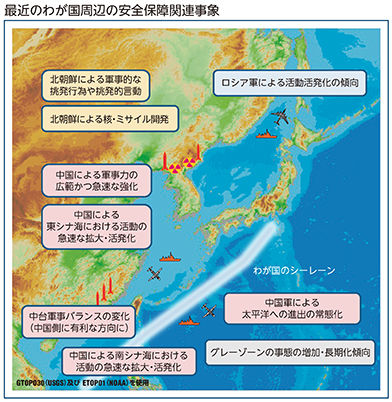 最近のわが国周辺の安全保障関連事象
北朝鮮による軍事的な
挑発行為や挑発的言動
ロシア軍による活動活発化の傾向
北朝鮮による核・ミサイル開発
中国による軍事力の
広範かつ急速な強化
中国による
東シナ海における活動の
急速な拡大・活発化
わが国のシーレーン
中台軍事バランスの変化
(中国側に有利な方向に)
中国軍による
太平洋への進出の常態化
中国による南シナ海における
活動の急速な拡大・活発化
グレーゾーンの事態の増加・長期化傾向
GTOPO30(USGS)及びETOPO1(NOAA)を使用